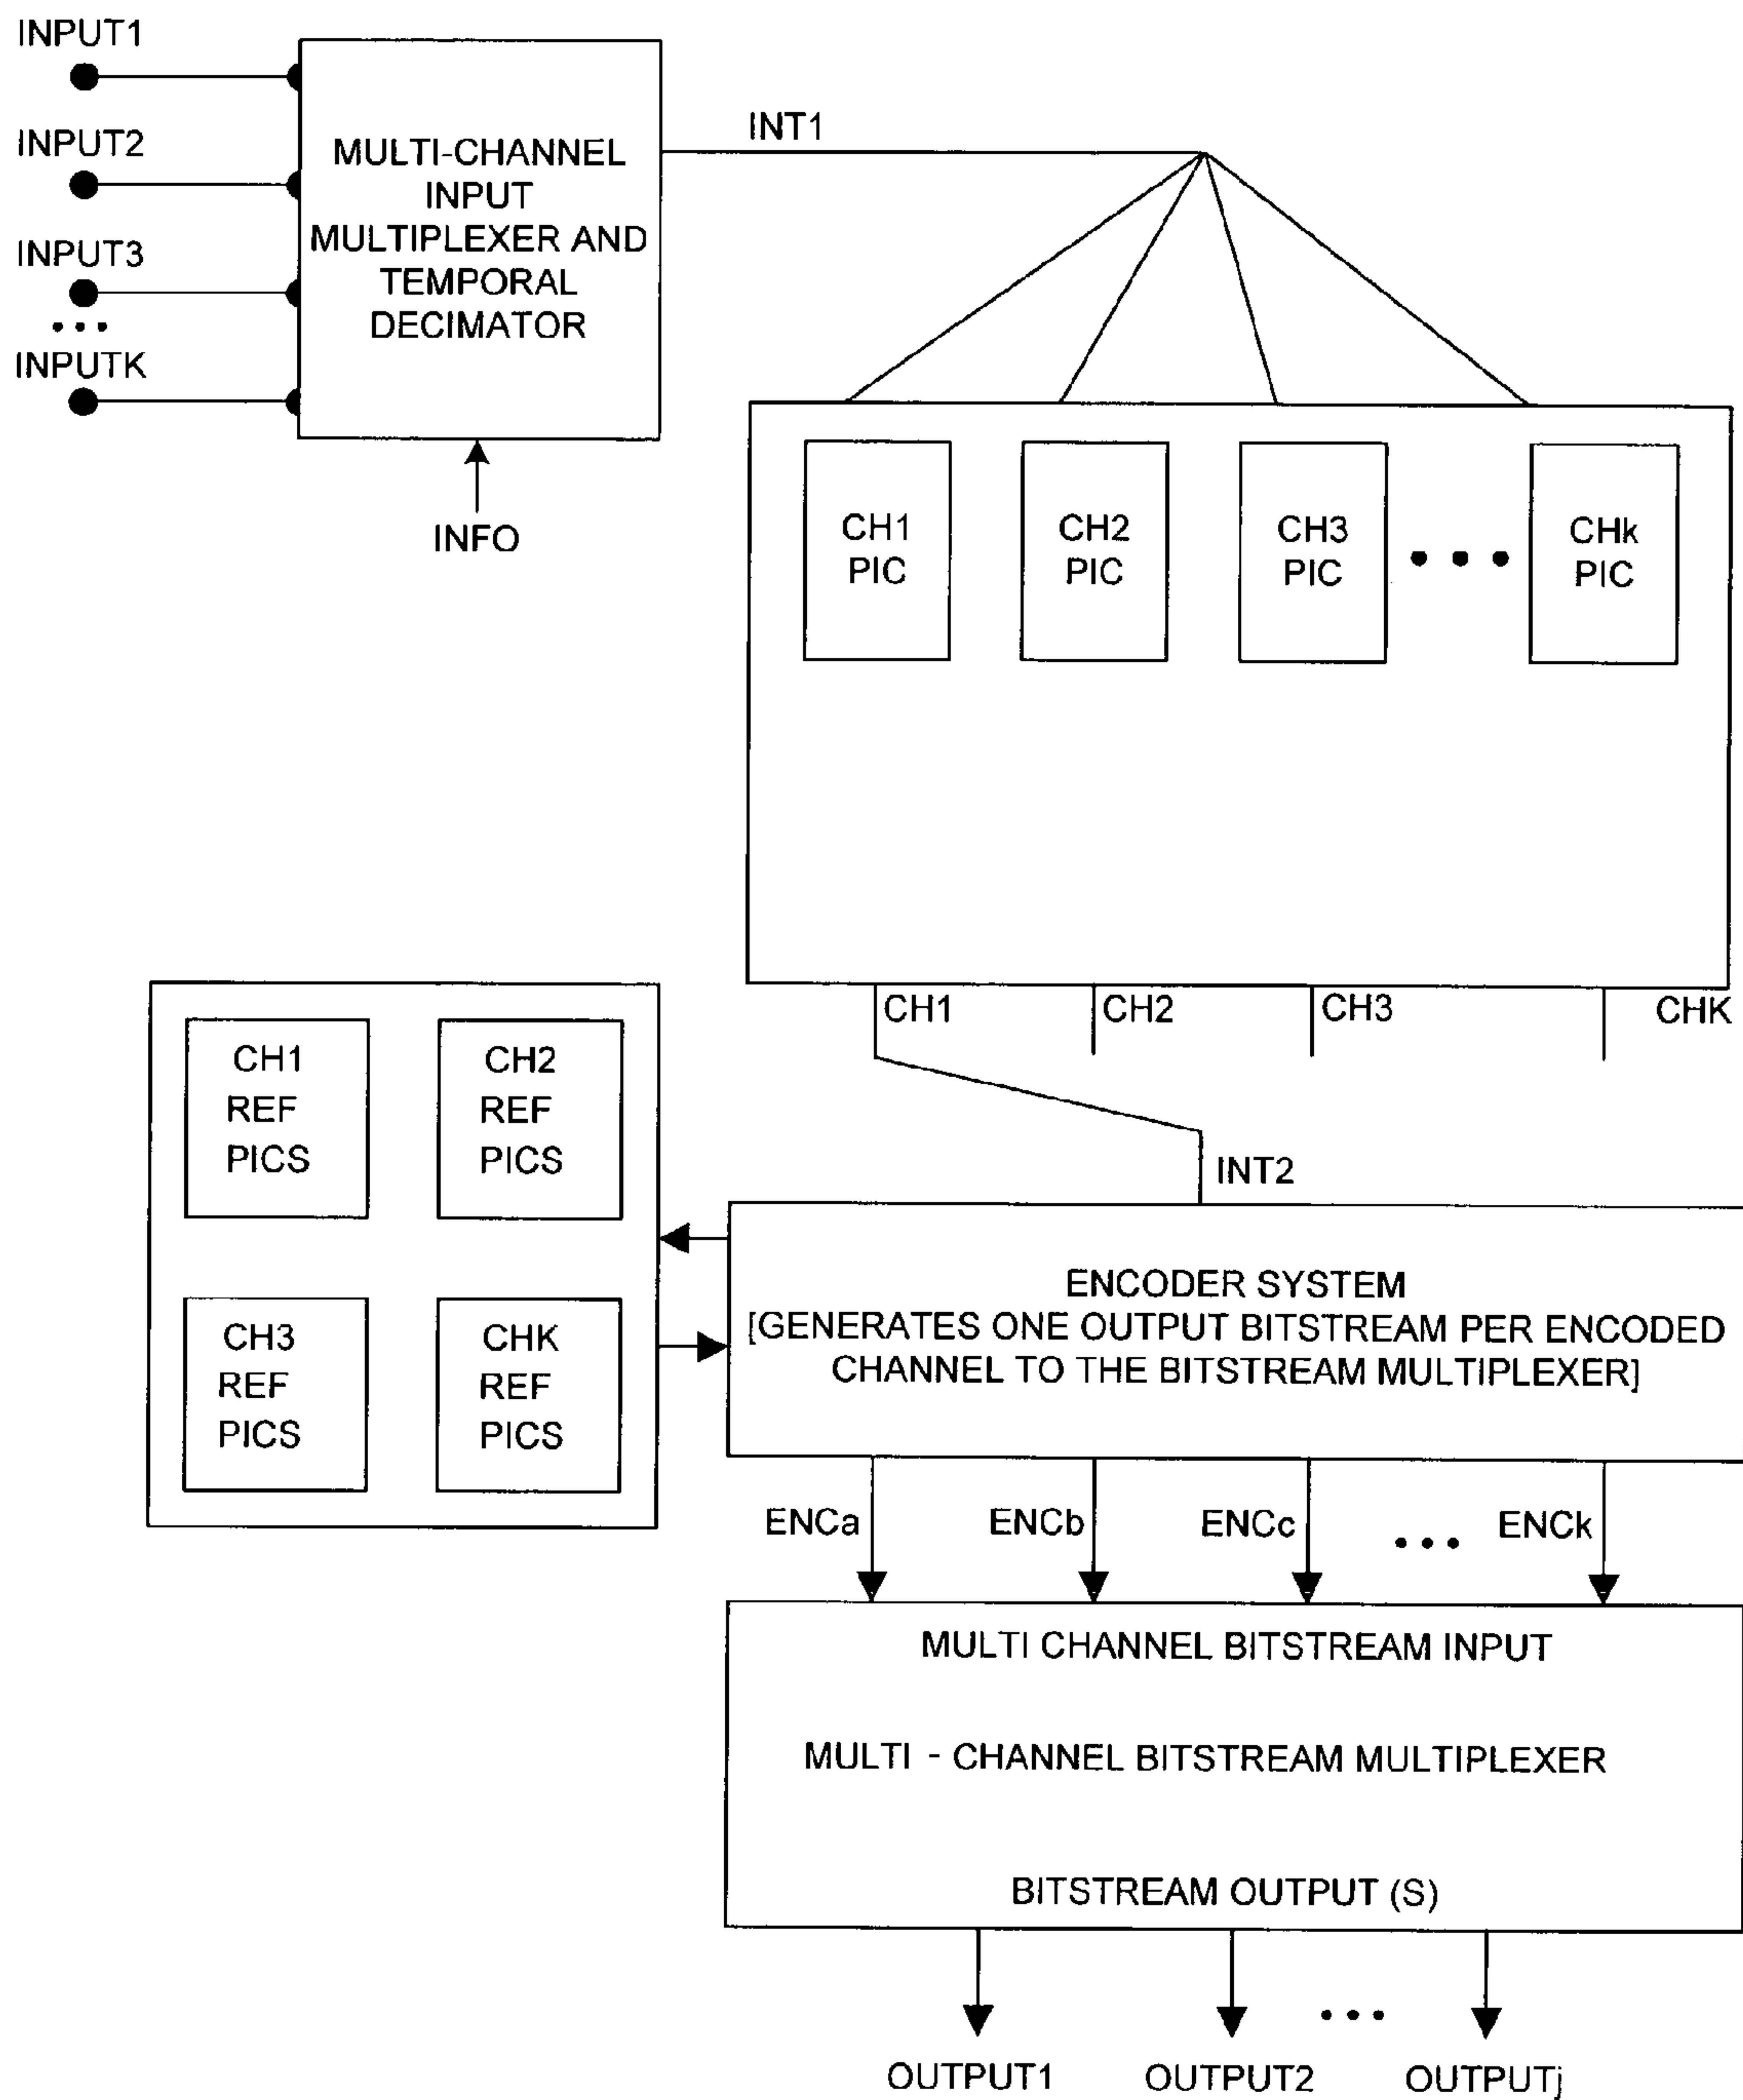 INPUT1
INPUT2
INPUT3
...
INPUTK
MULTI-CHANNEL
INPUT
MULTIPLEXER AND
TEMPORAL
DECIMATOR
INFO
INT1
CH1
PIC
CH2
PIC
CH3
PIC
...
CHk
PIC
CH1
CH2
CH3
CHK
INT2
CH1
REF
PICS
CH2
REF
PICS
CH3
REF
PICS
CHK
REF
PICS
ENCODER SYSTEM
[GENERATES ONE OUTPUT BITSTREAM PER ENCODED
CHANNEL TO THE BITSTREAM MULTIPLEXER]
ENCa
ENCb
ENCc
...
ENCk
MULTI CHANNEL BITSTREAM INPUT
MULTI - CHANNEL BITSTREAM MULTIPLEXER
BITSTREAM OUTPUT (S)
OUTPUT1
OUTPUT2
...
OUTPUTj